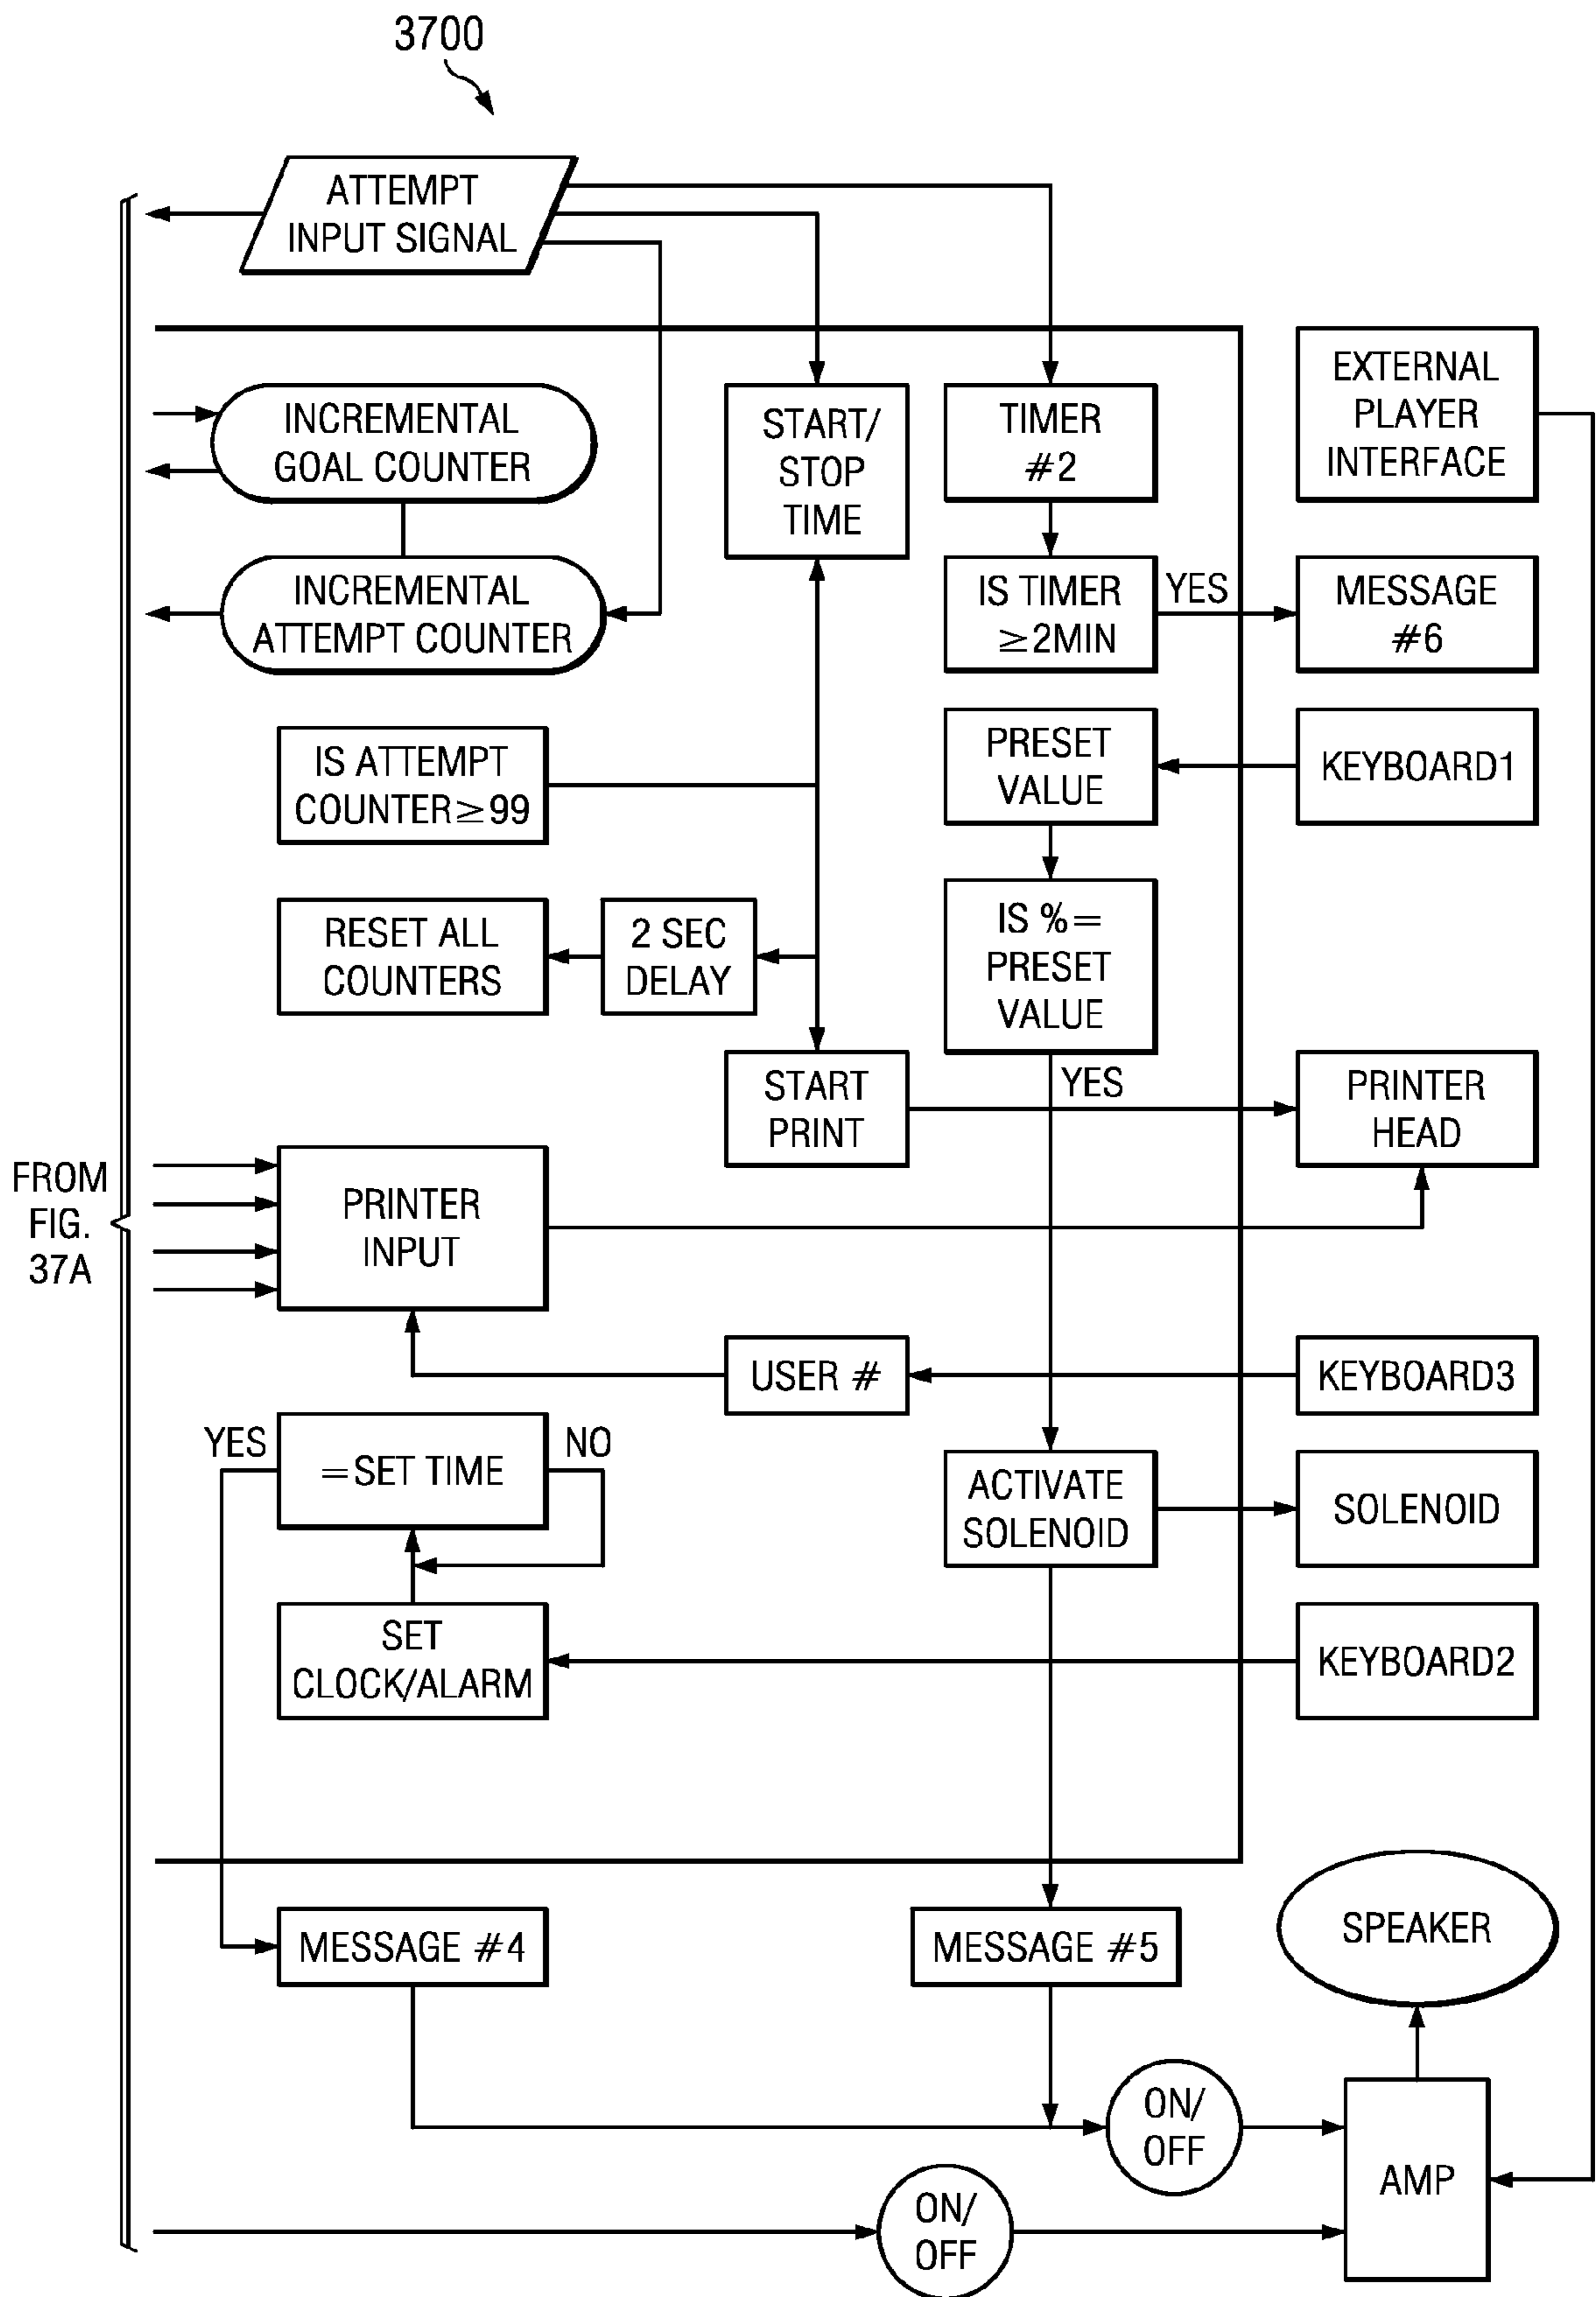 3700
ATTEMPT
INPUT SIGNAL
INCREMENTAL
GOAL COUNTER
START/
STOP
TIME
TIMER
#2
EXTERNAL
PLAYER
INTERFACE
INCREMENTAL
ATTEMPT COUNTER
IS TIMER
≥2MIN
YES
MESSAGE
#6
IS ATTEMPT
COUNTER≥99
PRESET
VALUE
KEYBOARD1
RESET ALL
COUNTERS
2 SEC
DELAY
IS %=
PRESET
VALUE
START
PRINT
YES
PRINTER
HEAD
FROM
FIG.
37A
PRINTER
INPUT
USER #
KEYBOARD3
YES
=SET TIME
NO
ACTIVATE
SOLENOID
SOLENOID
SET
CLOCK/ALARM
KEYBOARD2
MESSAGE #4
MESSAGE #5
SPEAKER
ON/
OFF
AMP
ON/
OFF